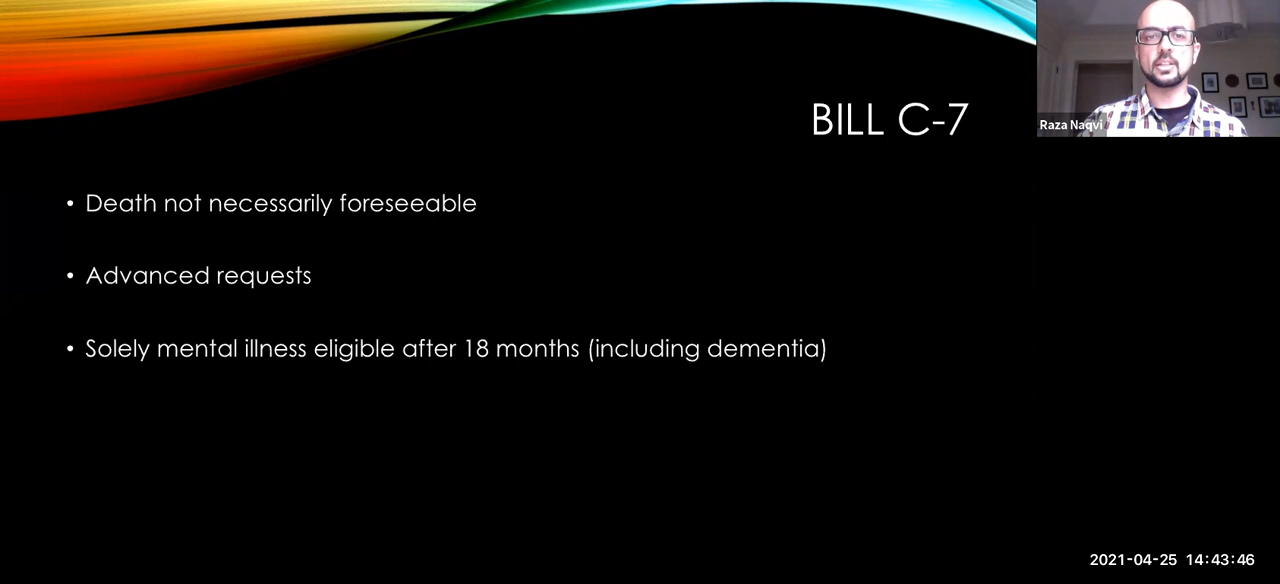 BILL C-7
Raza Naqvi
• Death not necessarily foreseeable
• Advanced requests
• Solely mental illness eligible after 18 months (including dementia)
2021-04-25 14:43:46